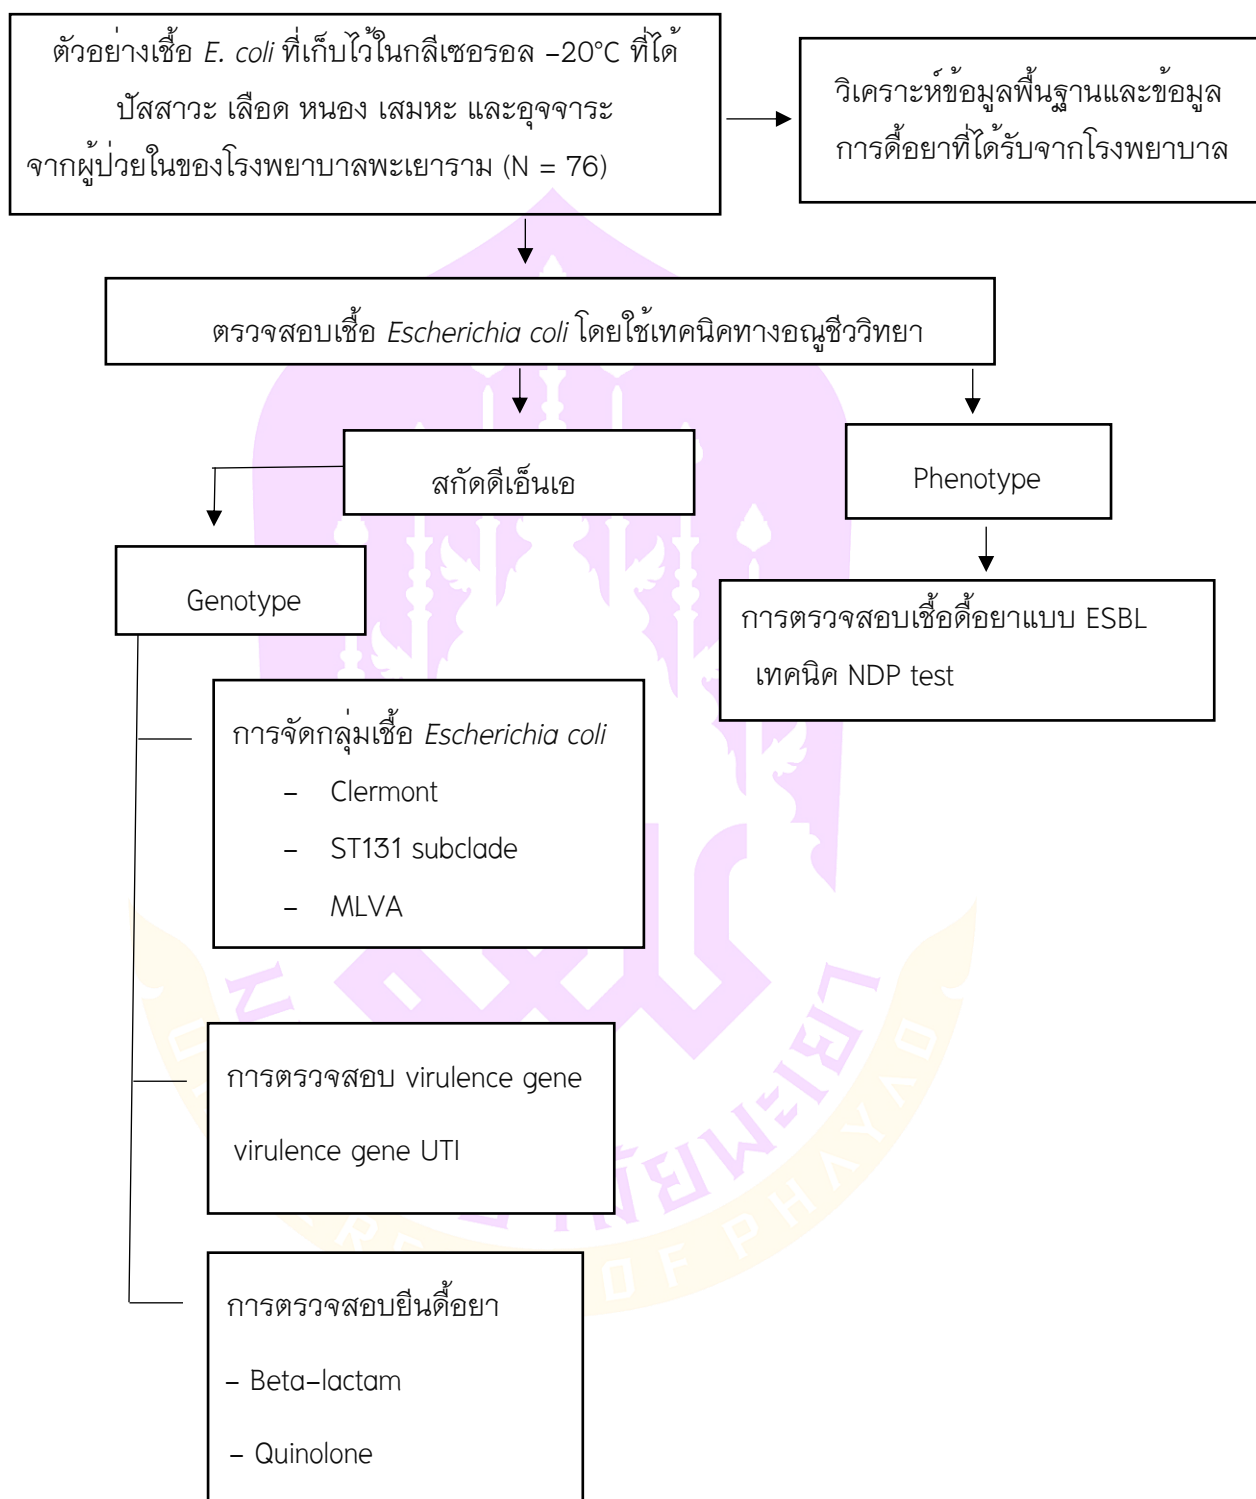 ตัวอย่างเชื้อ E. coli ที่เก็บไว้ในกลีเซอรอล -20°C ที่ได้
ปัสสาวะ เลือด หนอง เสมหะ และอุจจาระ
จากผู้ป่วยในของโรงพยาบาลพะเยาราม (N = 76)
วิเคราะห์ข้อมูลพื้นฐานและข้อมูล
การดื้อยาที่ได้รับจากโรงพยาบาล
ตรวจสอบเชื้อ Escherichia coli โดยใช้เทคนิคทางอณูชีววิทยา
สกัดดีเอ็นเอ
Phenotype
Genotype
การตรวจสอบเชื้อดื้อยาแบบ ESBL
เทคนิค NDP test
การจัดกลุ่มเชื้อ Escherichia coli
- Clermont
- ST131 subclade
- MLVA
การตรวจสอบ virulence gene
virulence gene UTI
การตรวจสอบยีนดื้อยา
- Beta-lactam
- Quinolone
OF PHAYAO